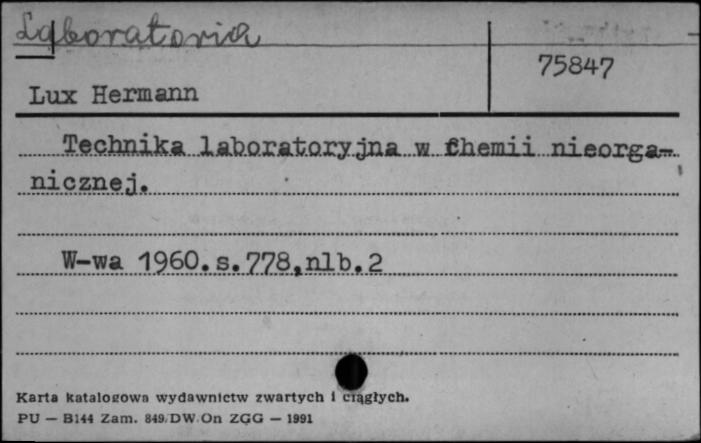 Laboratoria
75847
Lux Hermann
Technika laboratoryjna w chemii nieorga-
nicznej.
W-wa 1960.s.778,nlb.2
Karta katalogowa wydawnictw zwartych i ciągłych.
PU — B144 Zam. 849/DW/On ZGG — 1991